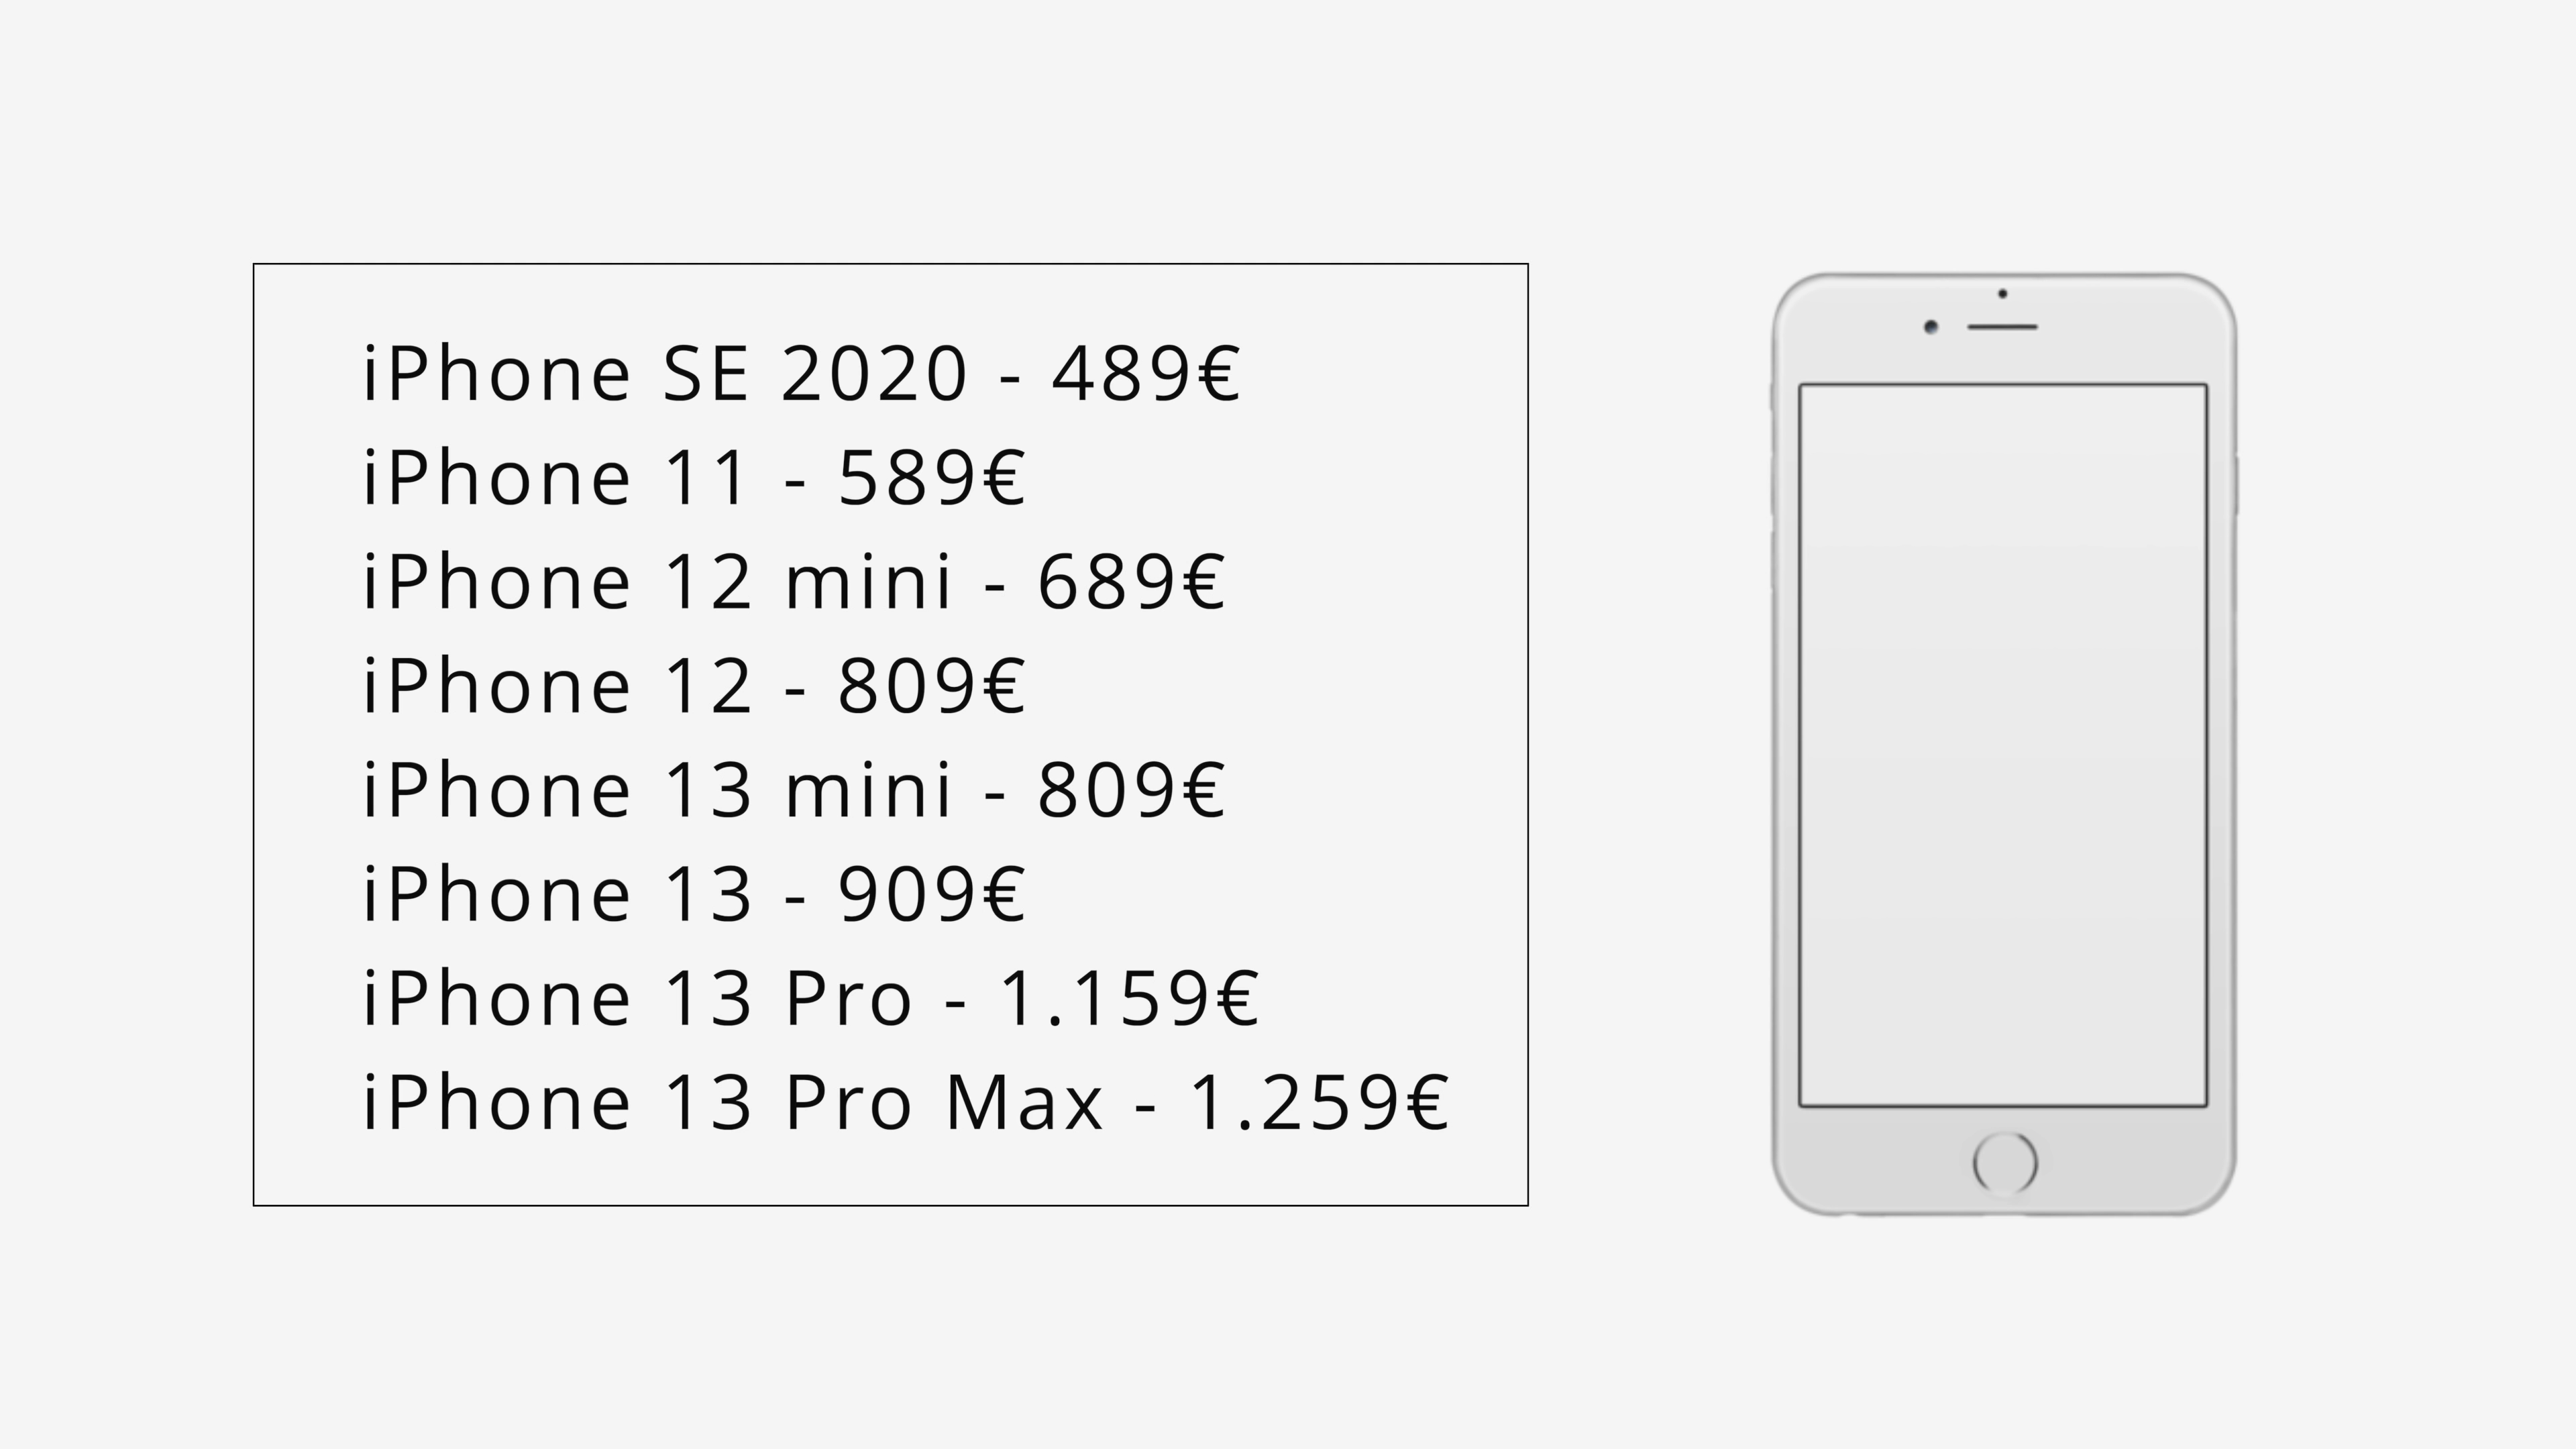 iPhone SE 2020 - 489€
iPhone 11 - 589€
iPhone 12 mini - 689€
iPhone 12 - 809€
iPhone 13 mini - 809€
iPhone 13 - 909€
iPhone 13 Pro - 1.159€
iPhone 13 Pro Max - 1.259€